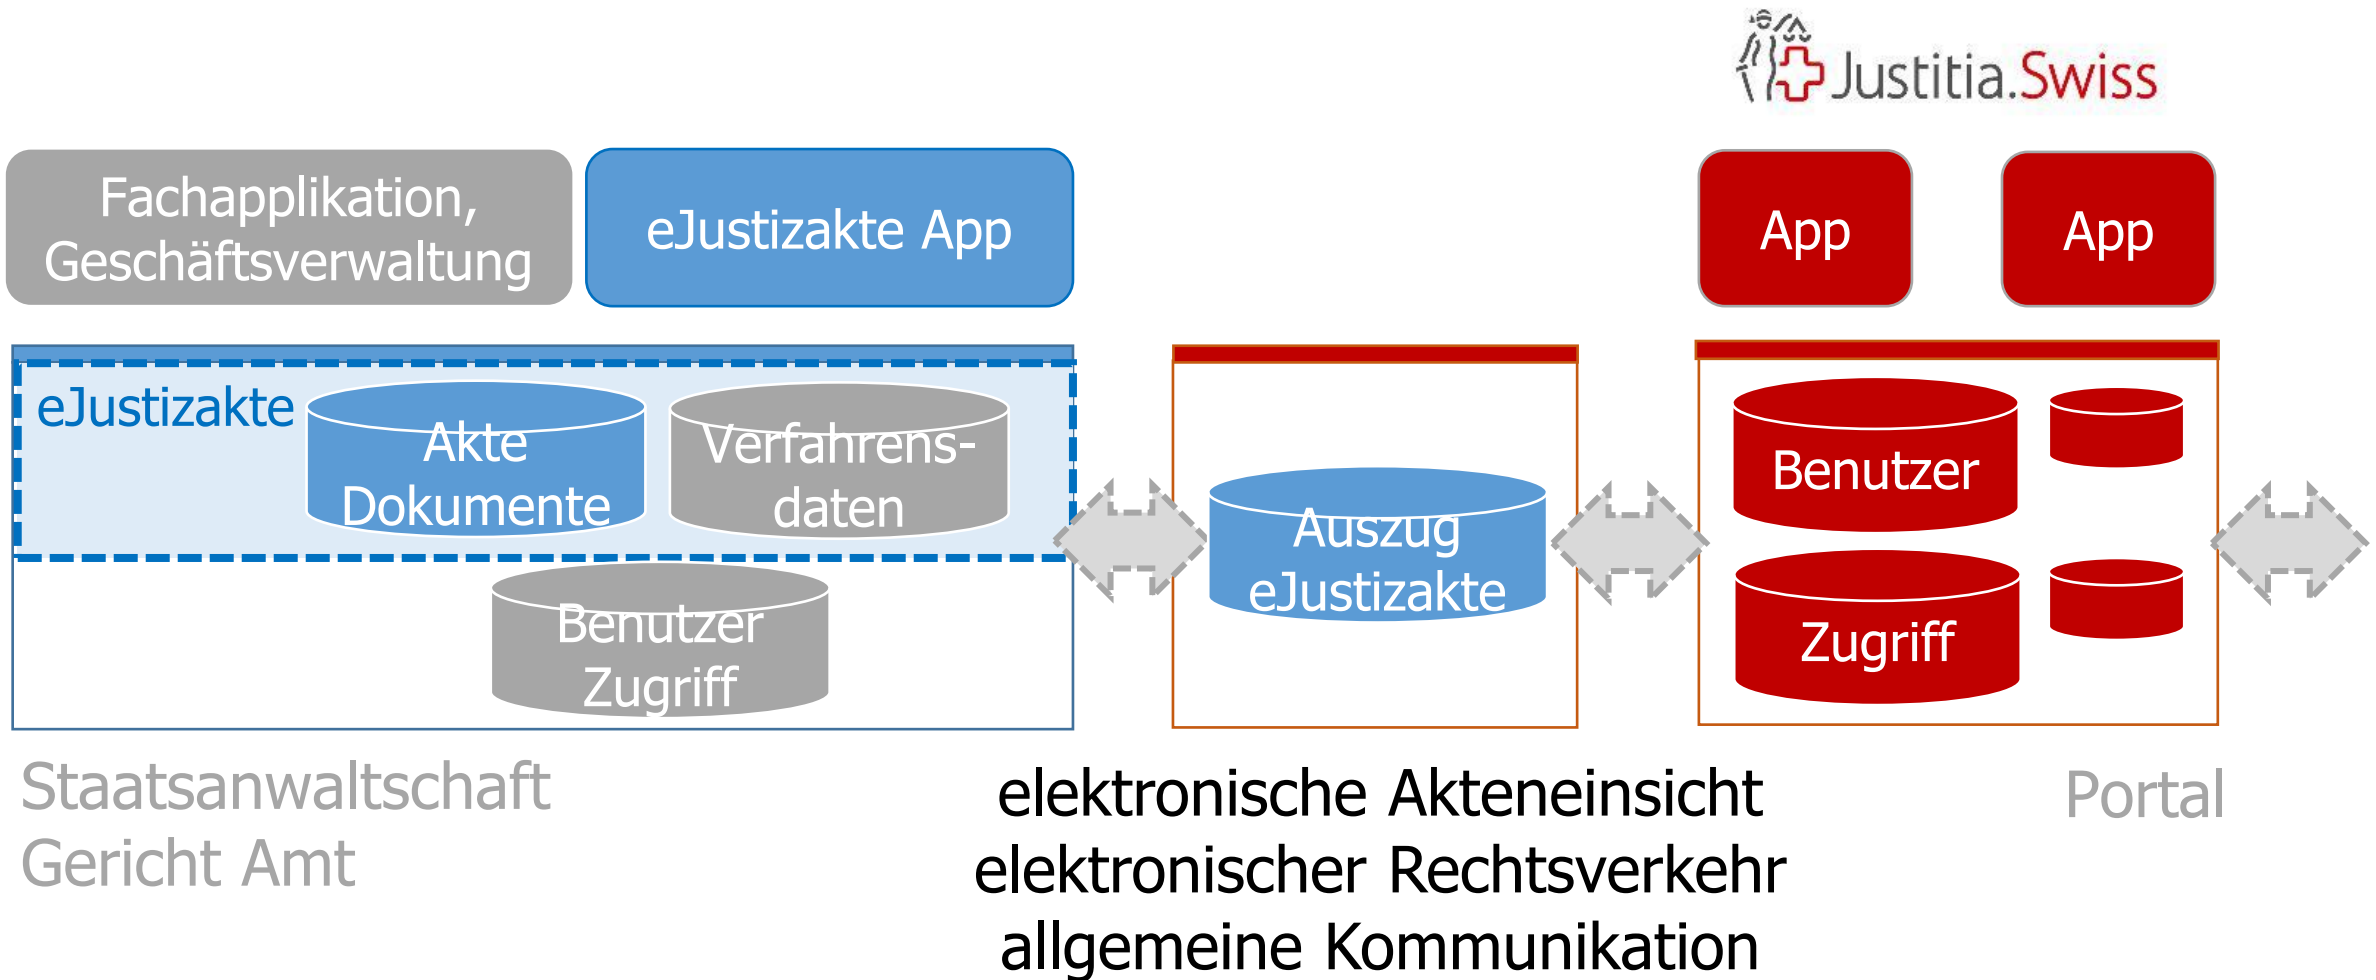 Justitia.Swiss
Fachapplikation,
Geschäftsverwaltung
eJustizakte App
App
App
eJustizakte
Akte
Dokumente
Verfahrens-
daten
Benutzer
Zugriff
Auszug
eJustizakte
Benutzer
Zugriff
Staatsanwaltschaft
Gericht Amt
elektronische Akteneinsicht
elektronischer Rechtsverkehr
allgemeine Kommunikation
Portal